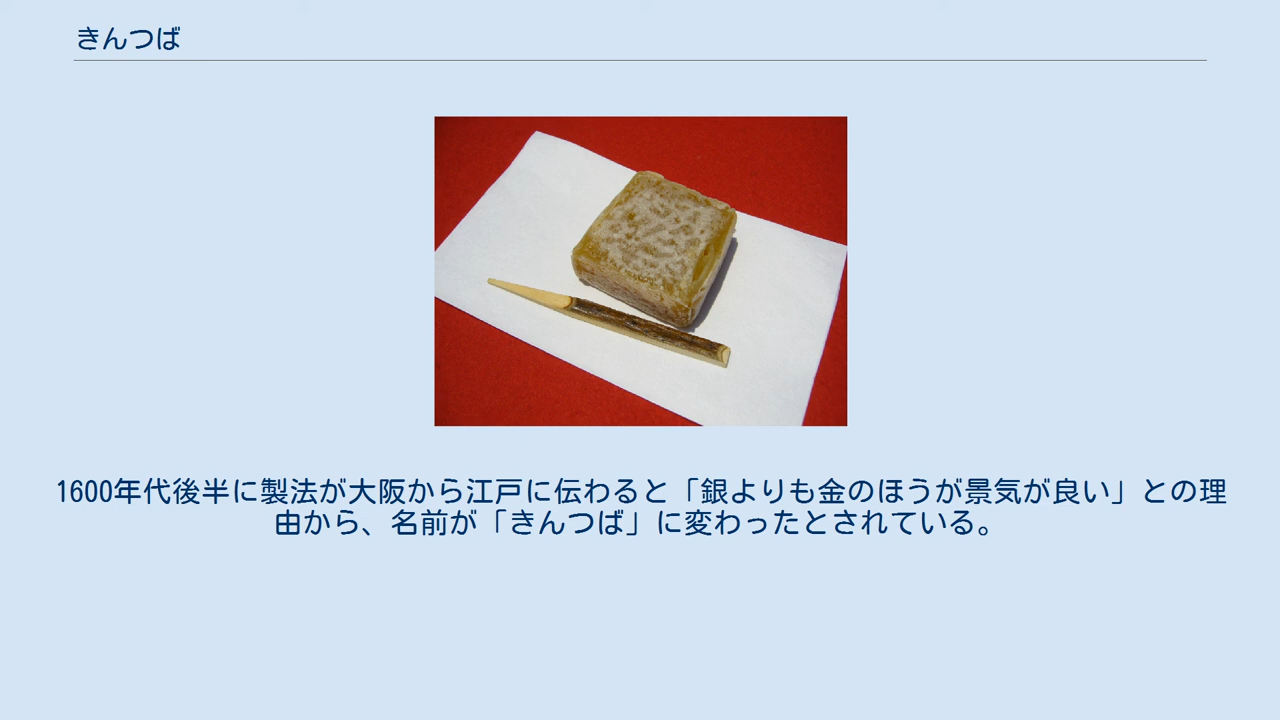 きんつば
1600年代後半に製法が大阪から江戸に伝わると「銀よりも金のほうが景気が良い」との理
由から、名前が「きんつば」に変わったとされている。